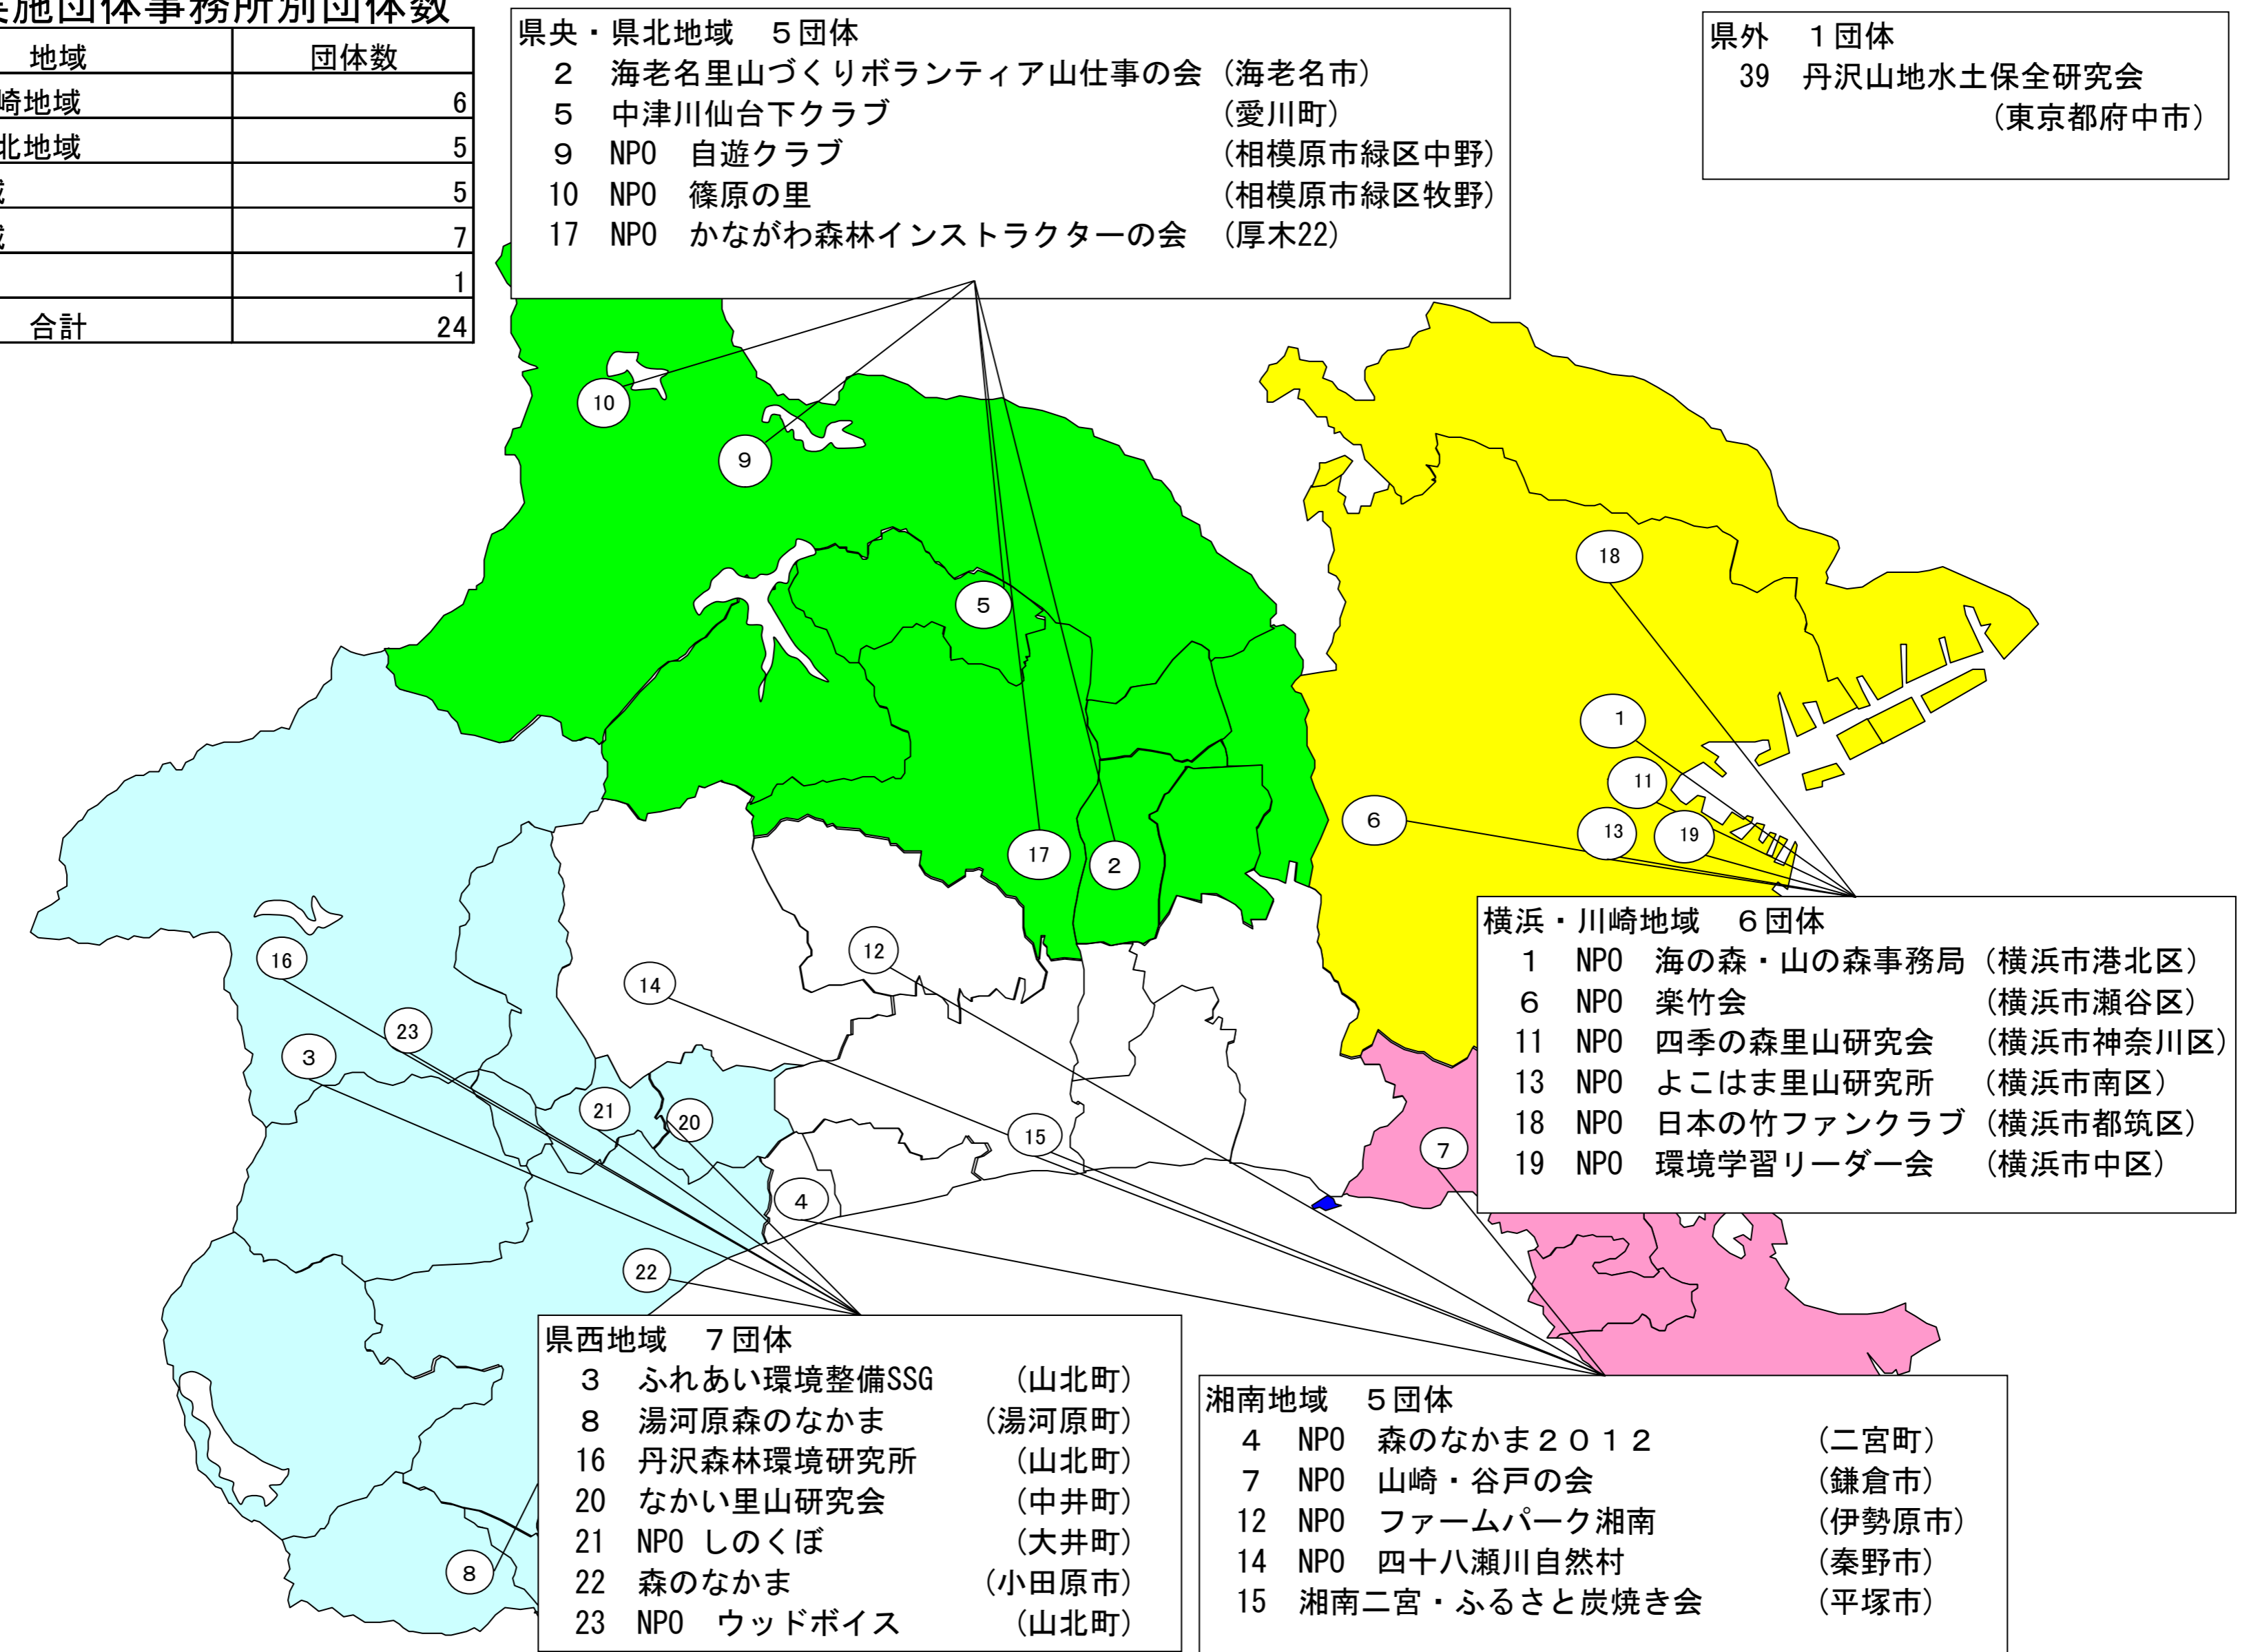 実施団体事務所別団体数
地域 団体数
崎地域 6
北地域 5
域 5
域 7
1
合計 24
県央・県北地域 5団体
2 海老名里山づくりボランティア山仕事の会 (海老名市)
5 中津川仙台下クラブ (愛川町)
9 NPO 自遊クラブ (相模原市緑区中野)
10 NPO 篠原の里 (相模原市緑区牧野)
17 NPO かながわ森林インストラクターの会 (厚木22)
県外 1団体
39 丹沢山地水土保全研究会
(東京都府中市)
10
9
5
18
1
11
6
13
19
17
2
12
16
14
23
3
21
20
15
7
4
22
8
横浜・川崎地域 6団体
1 NPO 海の森・山の森事務局 (横浜市港北区)
6 NPO 楽竹会 (横浜市瀬谷区)
11 NPO 四季の森里山研究会 (横浜市神奈川区)
13 NPO よこはま里山研究所 (横浜市南区)
18 NPO 日本の竹ファンクラブ (横浜市都筑区)
19 NPO 環境学習リーダー会 (横浜市中区)
県西地域 7団体
3 ふれあい環境整備SSG (山北町)
8 湯河原森のなかま (湯河原町)
16 丹沢森林環境研究所 (山北町)
20 なかい里山研究会 (中井町)
21 NPO しのくぼ (大井町)
22 森のなかま (小田原市)
23 NPO ウッドボイス (山北町)
湘南地域 5団体
4 NPO 森のなかま2012 (二宮町)
7 NPO 山崎・谷戸の会 (鎌倉市)
12 NPO ファームパーク湘南 (伊勢原市)
14 NPO 四十八瀬川自然村 (秦野市)
15 湘南二宮・ふるさと炭焼き会 (平塚市)